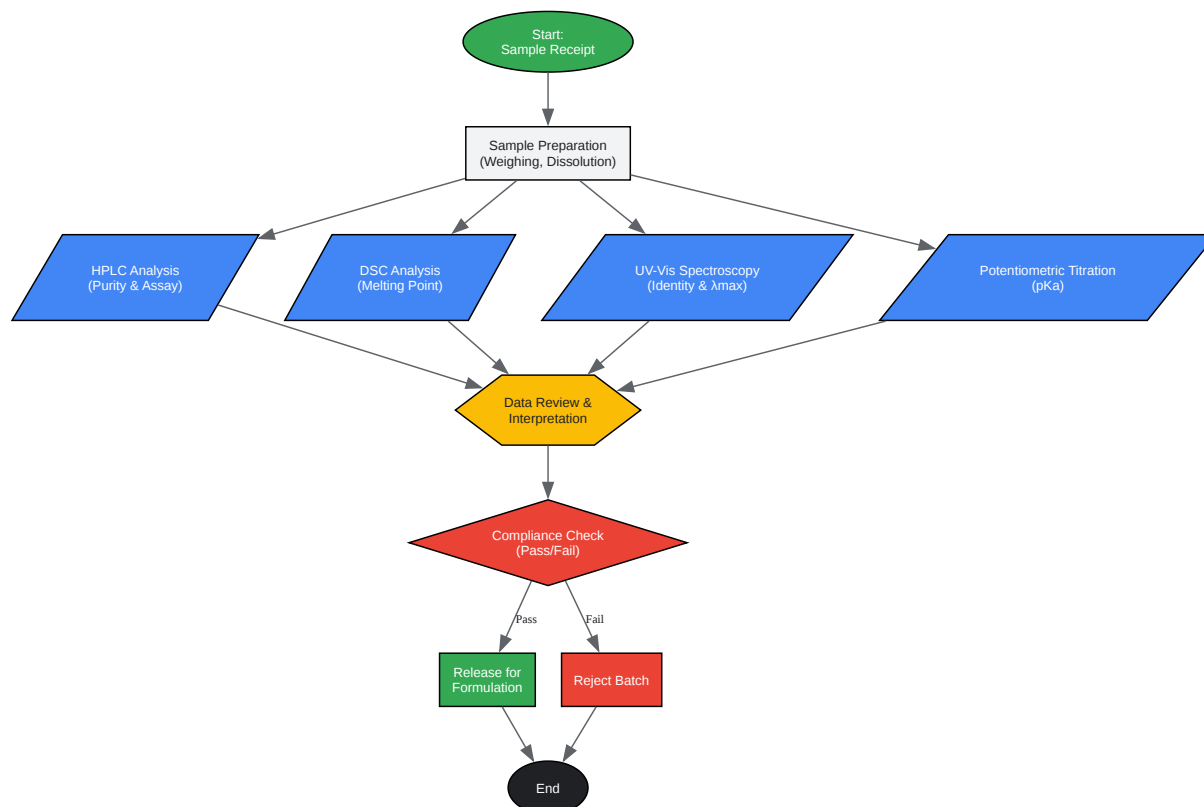 Start:
Sample Receipt
Sample Preparation
(Weighing, Dissolution)
HPLC Analysis
(Purity & Assay)
DSC Analysis
(Melting Point)
UV-Vis Spectroscopy
(Identity & λmax)
Potentiometric Titration
(pKa)
Data Review &
Interpretation
Compliance Check
(Pass/Fail)
Pass
Fail
Release for
Formulation
Reject Batch
End